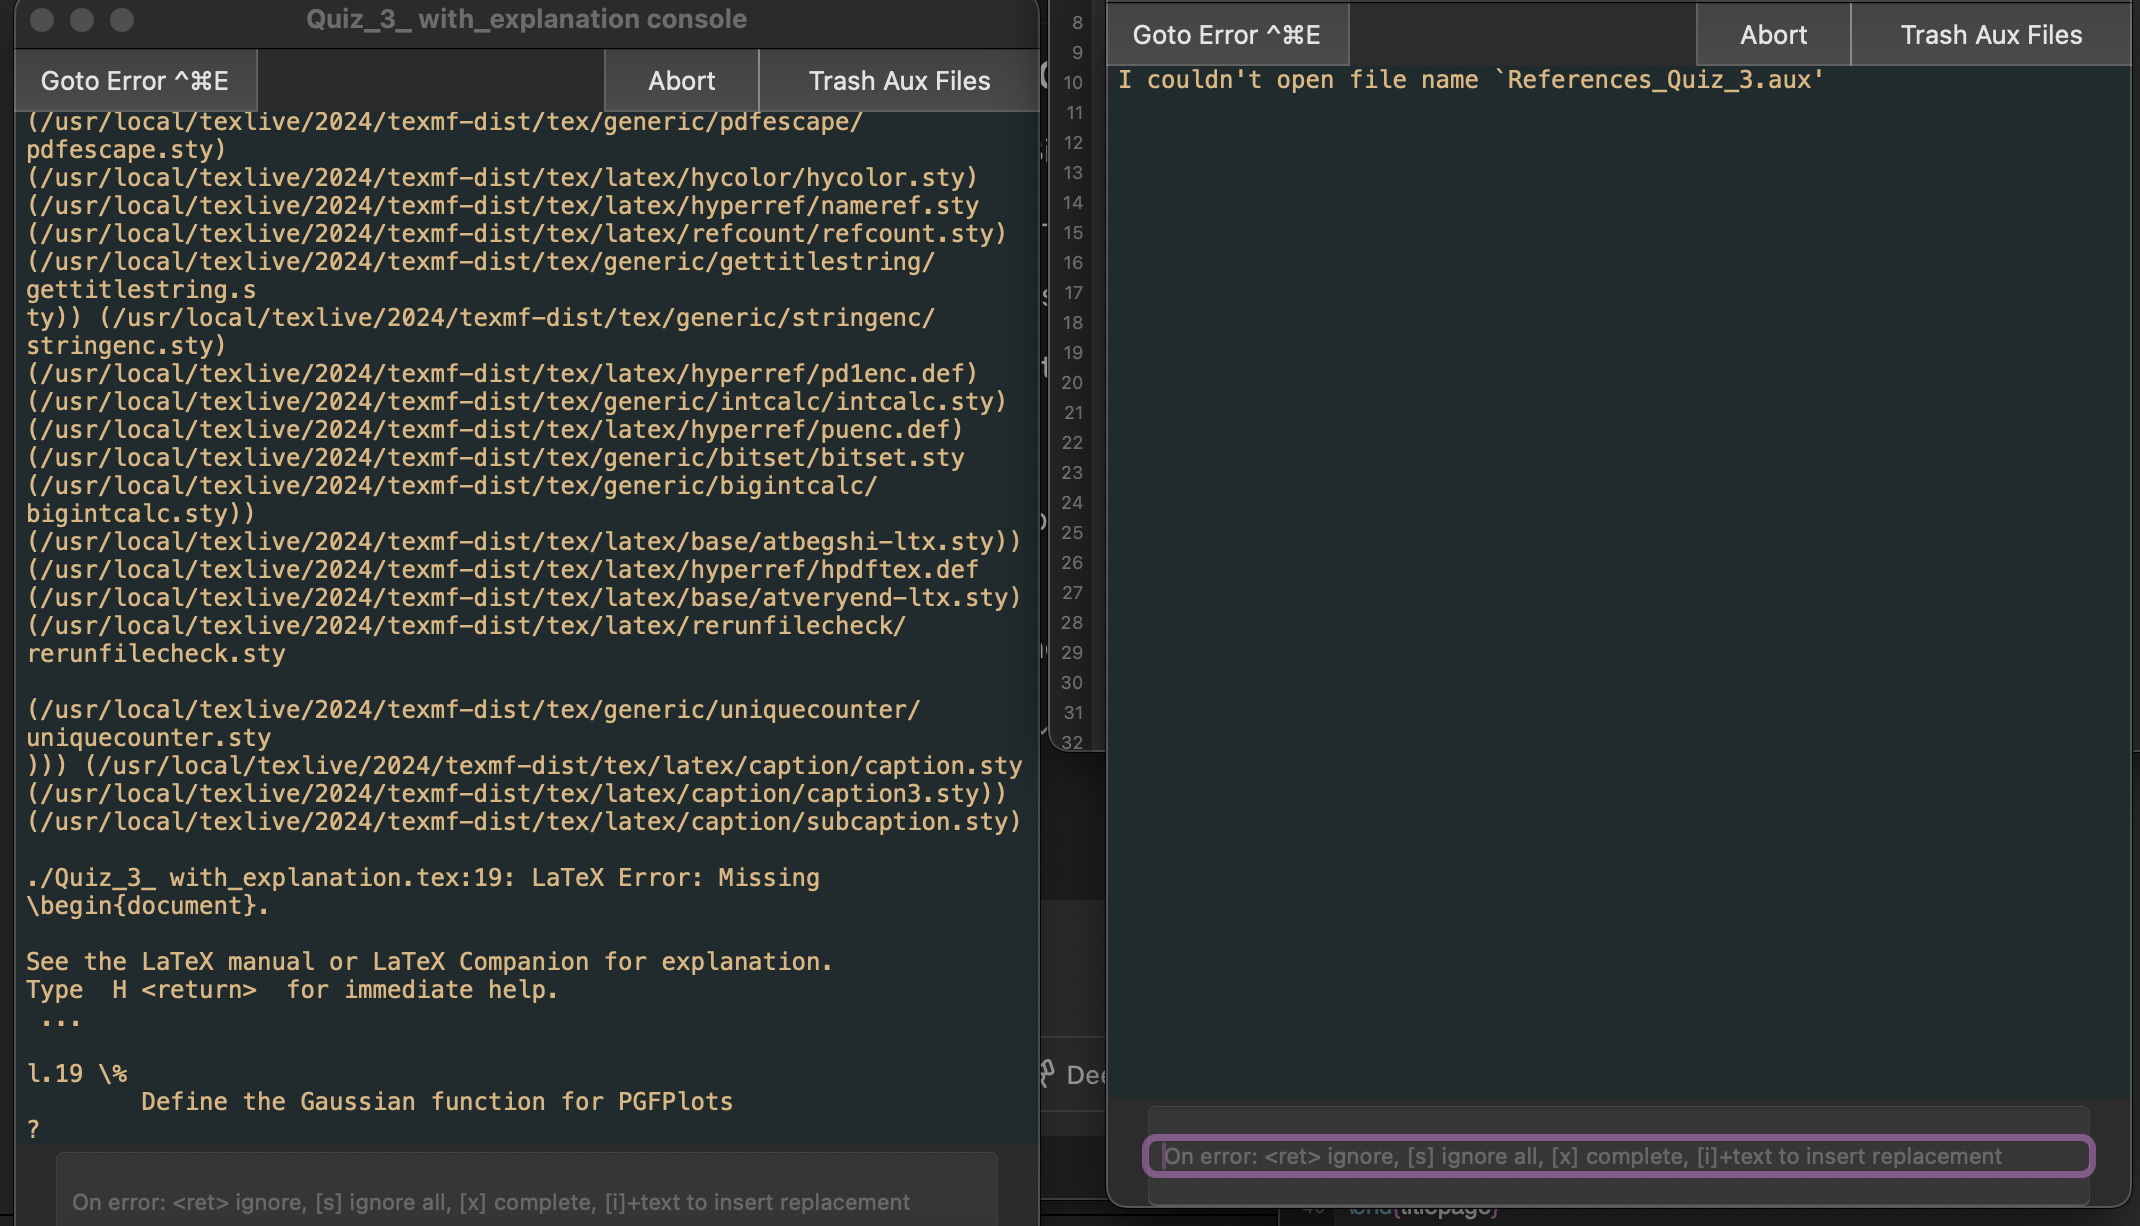 Quiz_3_ with_explanation console
Goto Error ^⌘E
Abort
Trash Aux Files
(/usr/local/texlive/2024/texmf-dist/tex/generic/pdfescape/
pdfescape.sty)
(/usr/local/texlive/2024/texmf-dist/tex/latex/hycolor/hycolor.sty)
(/usr/local/texlive/2024/texmf-dist/tex/latex/hyperref/nameref.sty
(/usr/local/texlive/2024/texmf-dist/tex/latex/refcount/refcount.sty)
(/usr/local/texlive/2024/texmf-dist/tex/generic/gettitlestring/
gettitlestring.s
ty)) (/usr/local/texlive/2024/texmf-dist/tex/generic/stringenc/
stringenc.sty)
(/usr/local/texlive/2024/texmf-dist/tex/latex/hyperref/pd1enc.def)
(/usr/local/texlive/2024/texmf-dist/tex/generic/intcalc/intcalc.sty)
(/usr/local/texlive/2024/texmf-dist/tex/latex/hyperref/puenc.def)
(/usr/local/texlive/2024/texmf-dist/tex/generic/bitset/bitset.sty
(/usr/local/texlive/2024/texmf-dist/tex/generic/bigintcalc/
bigintcalc.sty))
(/usr/local/texlive/2024/texmf-dist/tex/latex/base/atbegshi-ltx.sty))
(/usr/local/texlive/2024/texmf-dist/tex/latex/hyperref/hpdftex.def
(/usr/local/texlive/2024/texmf-dist/tex/latex/base/atveryend-ltx.sty)
(/usr/local/texlive/2024/texmf-dist/tex/latex/rerunfilecheck/
rerunfilecheck.sty
(/usr/local/texlive/2024/texmf-dist/tex/generic/uniquecounter/
uniquecounter.sty
))) (/usr/local/texlive/2024/texmf-dist/tex/latex/caption/caption.sty
(/usr/local/texlive/2024/texmf-dist/tex/latex/caption/caption3.sty))
(/usr/local/texlive/2024/texmf-dist/tex/latex/caption/subcaption.sty)
./Quiz_3_ with_explanation.tex:19: LaTeX Error: Missing
\begin{document}.
See the LaTeX manual or LaTeX Companion for explanation.
Type  H <return>  for immediate help.
...
l.19 \%
Define the Gaussian function for PGFPlots
?
On error: <ret> ignore, [s] ignore all, [x] complete, [i]+text to insert replacement
8
9
10
11
12
13
14
15
16
17
18
19
20
21
22
23
24
25
26
27
28
29
30
31
32
Goto Error ^⌘E
Abort
Trash Aux Files
I couldn't open file name `References_Quiz_3.aux'
On error: <ret> ignore, [s] ignore all, [x] complete, [i]+text to insert replacement